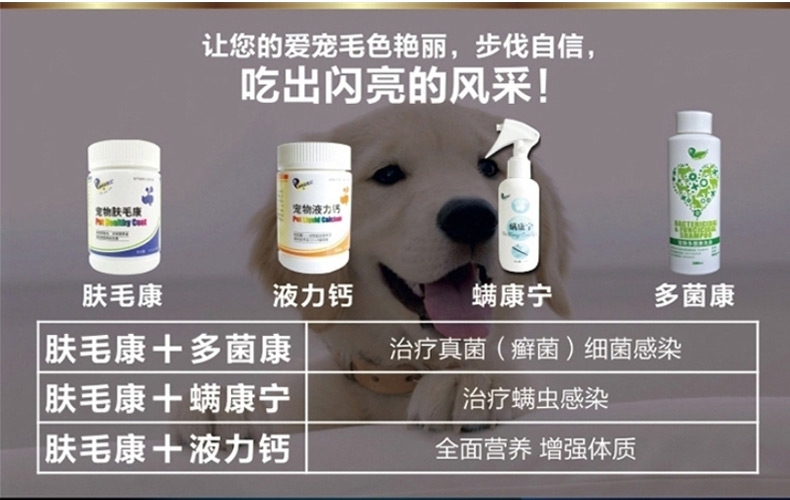 让您的爱宠毛色艳丽，步伐自信，
吃出闪亮的风采！
宠物肤毛康
Pet Healthy Coat
宠物液力钙
Pet Liquid Calcium
螨康宁
BACTERICIDAL
& FUNGICIDAL
SHAMPOO
肤毛康
液力钙
螨康宁
多菌康
肤毛康＋多菌康
治疗真菌（癣菌）细菌感染
肤毛康＋螨康宁
治疗螨虫感染
肤毛康＋液力钙
全面营养 增强体质